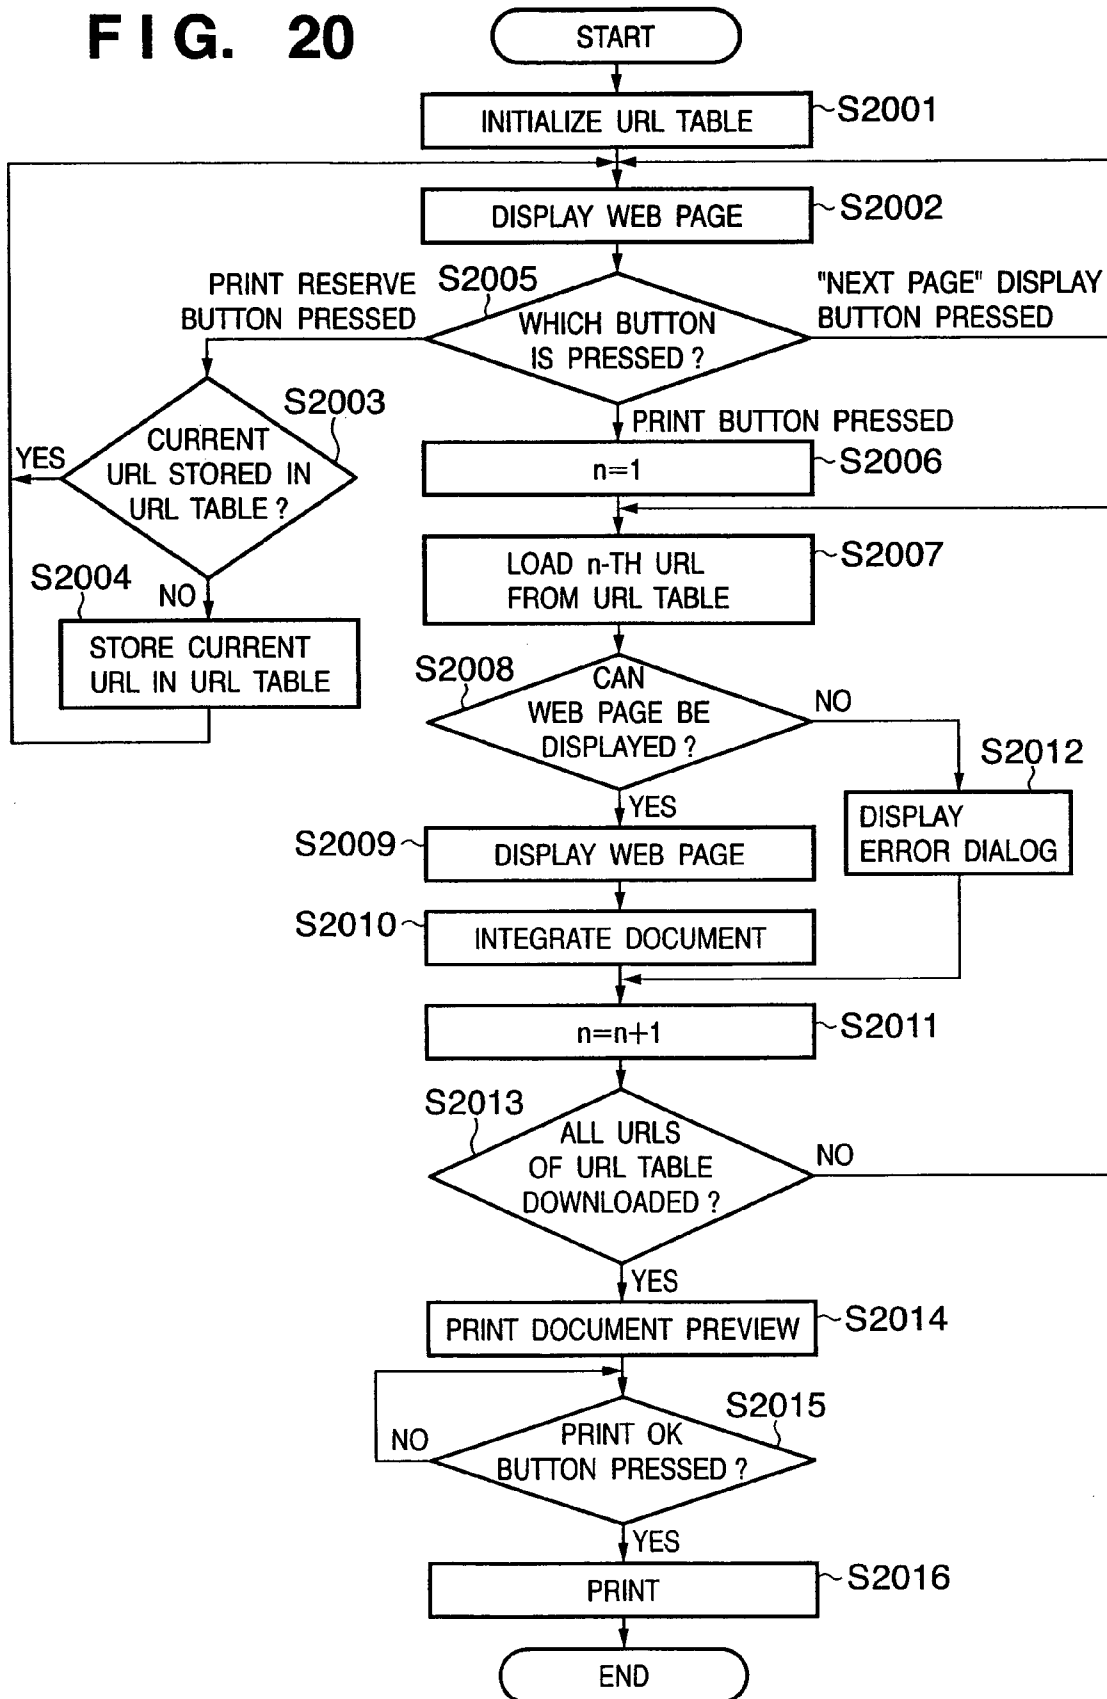 FIG. 20
START
INITIALIZE URL TABLE
S2001
DISPLAY WEB PAGE
S2002
PRINT RESERVE
BUTTON PRESSED
S2005
WHICH BUTTON
IS PRESSED?
"NEXT PAGE" DISPLAY
BUTTON PRESSED
S2003
CURRENT
URL STORED IN
URL TABLE?
YES
NO
PRINT BUTTON PRESSED
n=1
S2006
S2004
STORE CURRENT
URL IN URL TABLE
LOAD n-TH URL
FROM URL TABLE
S2007
S2008
CAN
WEB PAGE BE
DISPLAYED?
NO
YES
S2012
DISPLAY
ERROR DIALOG
S2009
DISPLAY WEB PAGE
S2010
INTEGRATE DOCUMENT
n=n+1
S2011
S2013
ALL URLS
OF URL TABLE
DOWNLOADED?
NO
YES
PRINT DOCUMENT PREVIEW
S2014
S2015
PRINT OK
BUTTON PRESSED?
NO
YES
PRINT
S2016
END